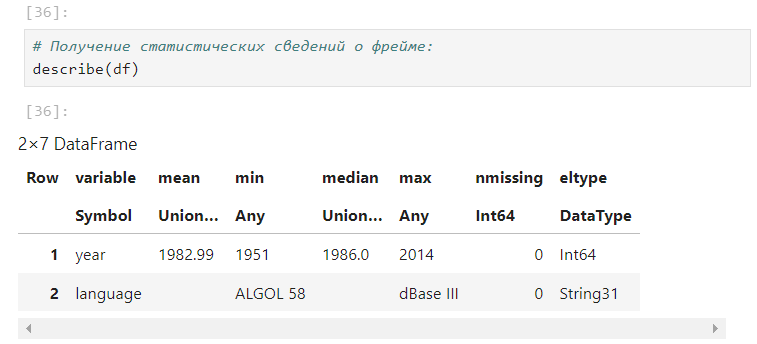 [36]:
# Получение статистических сведений о фрейме:
describe(df)
[36]:
2×7 DataFrame
Row variable mean min median max nmissing eltype
Symbol Union… Any Union… Any Int64 DataType
1 year 1982.99 1951 1986.0 2014 0 Int64
2 language ALGOL 58 dBase III 0 String31